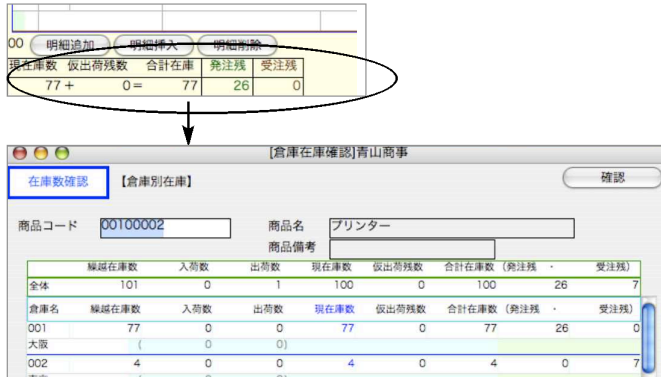 00 明細追加 明細挿入 明細削除
現在庫数 仮出荷残数 合計在庫 発注残 受注残
77 + 0 = 77 26 0
[倉庫在庫確認]青山商事
在庫数確認 【倉庫別在庫】 確認
商品コード 00100002 商品名 プリンター
商品備考
繰越在庫数 入荷数 出荷数 現在庫数 仮出荷残数 合計在庫数 (発注残 ・ 受注残)
全体 101 0 1 100 0 100 26 7
倉庫名 繰越在庫数 入荷数 出荷数 現在庫数 仮出荷残数 合計在庫数 (発注残 ・ 受注残)
001 77 0 0 77 0 77 26 0
大阪 ( 0 0)
002 4 0 0 4 0 4 0 7